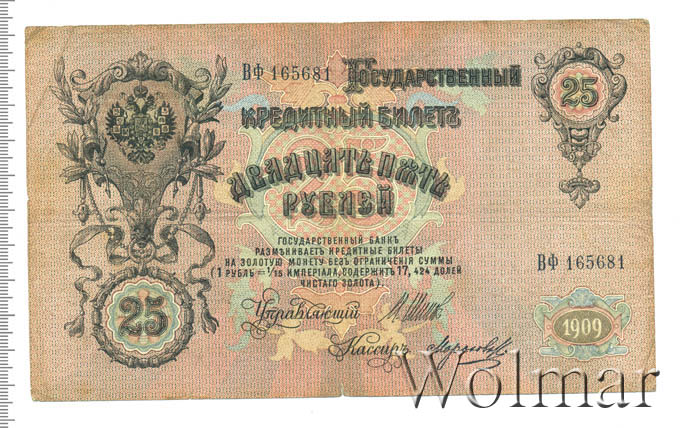 ВФ 165681
Государственный
Кредитный Билетъ
25
Двадцать пять
рублей
25
Государственный банкъ
размѣниваетъ кредитные билеты
на золотую монету безъ ограниченія суммы
(1 рубль = 1/15 имперіала, содержитъ 17,424 долей
чистаго золота).
ВФ 165681
25
Управляющій
Кассиръ
1909
Wolmar